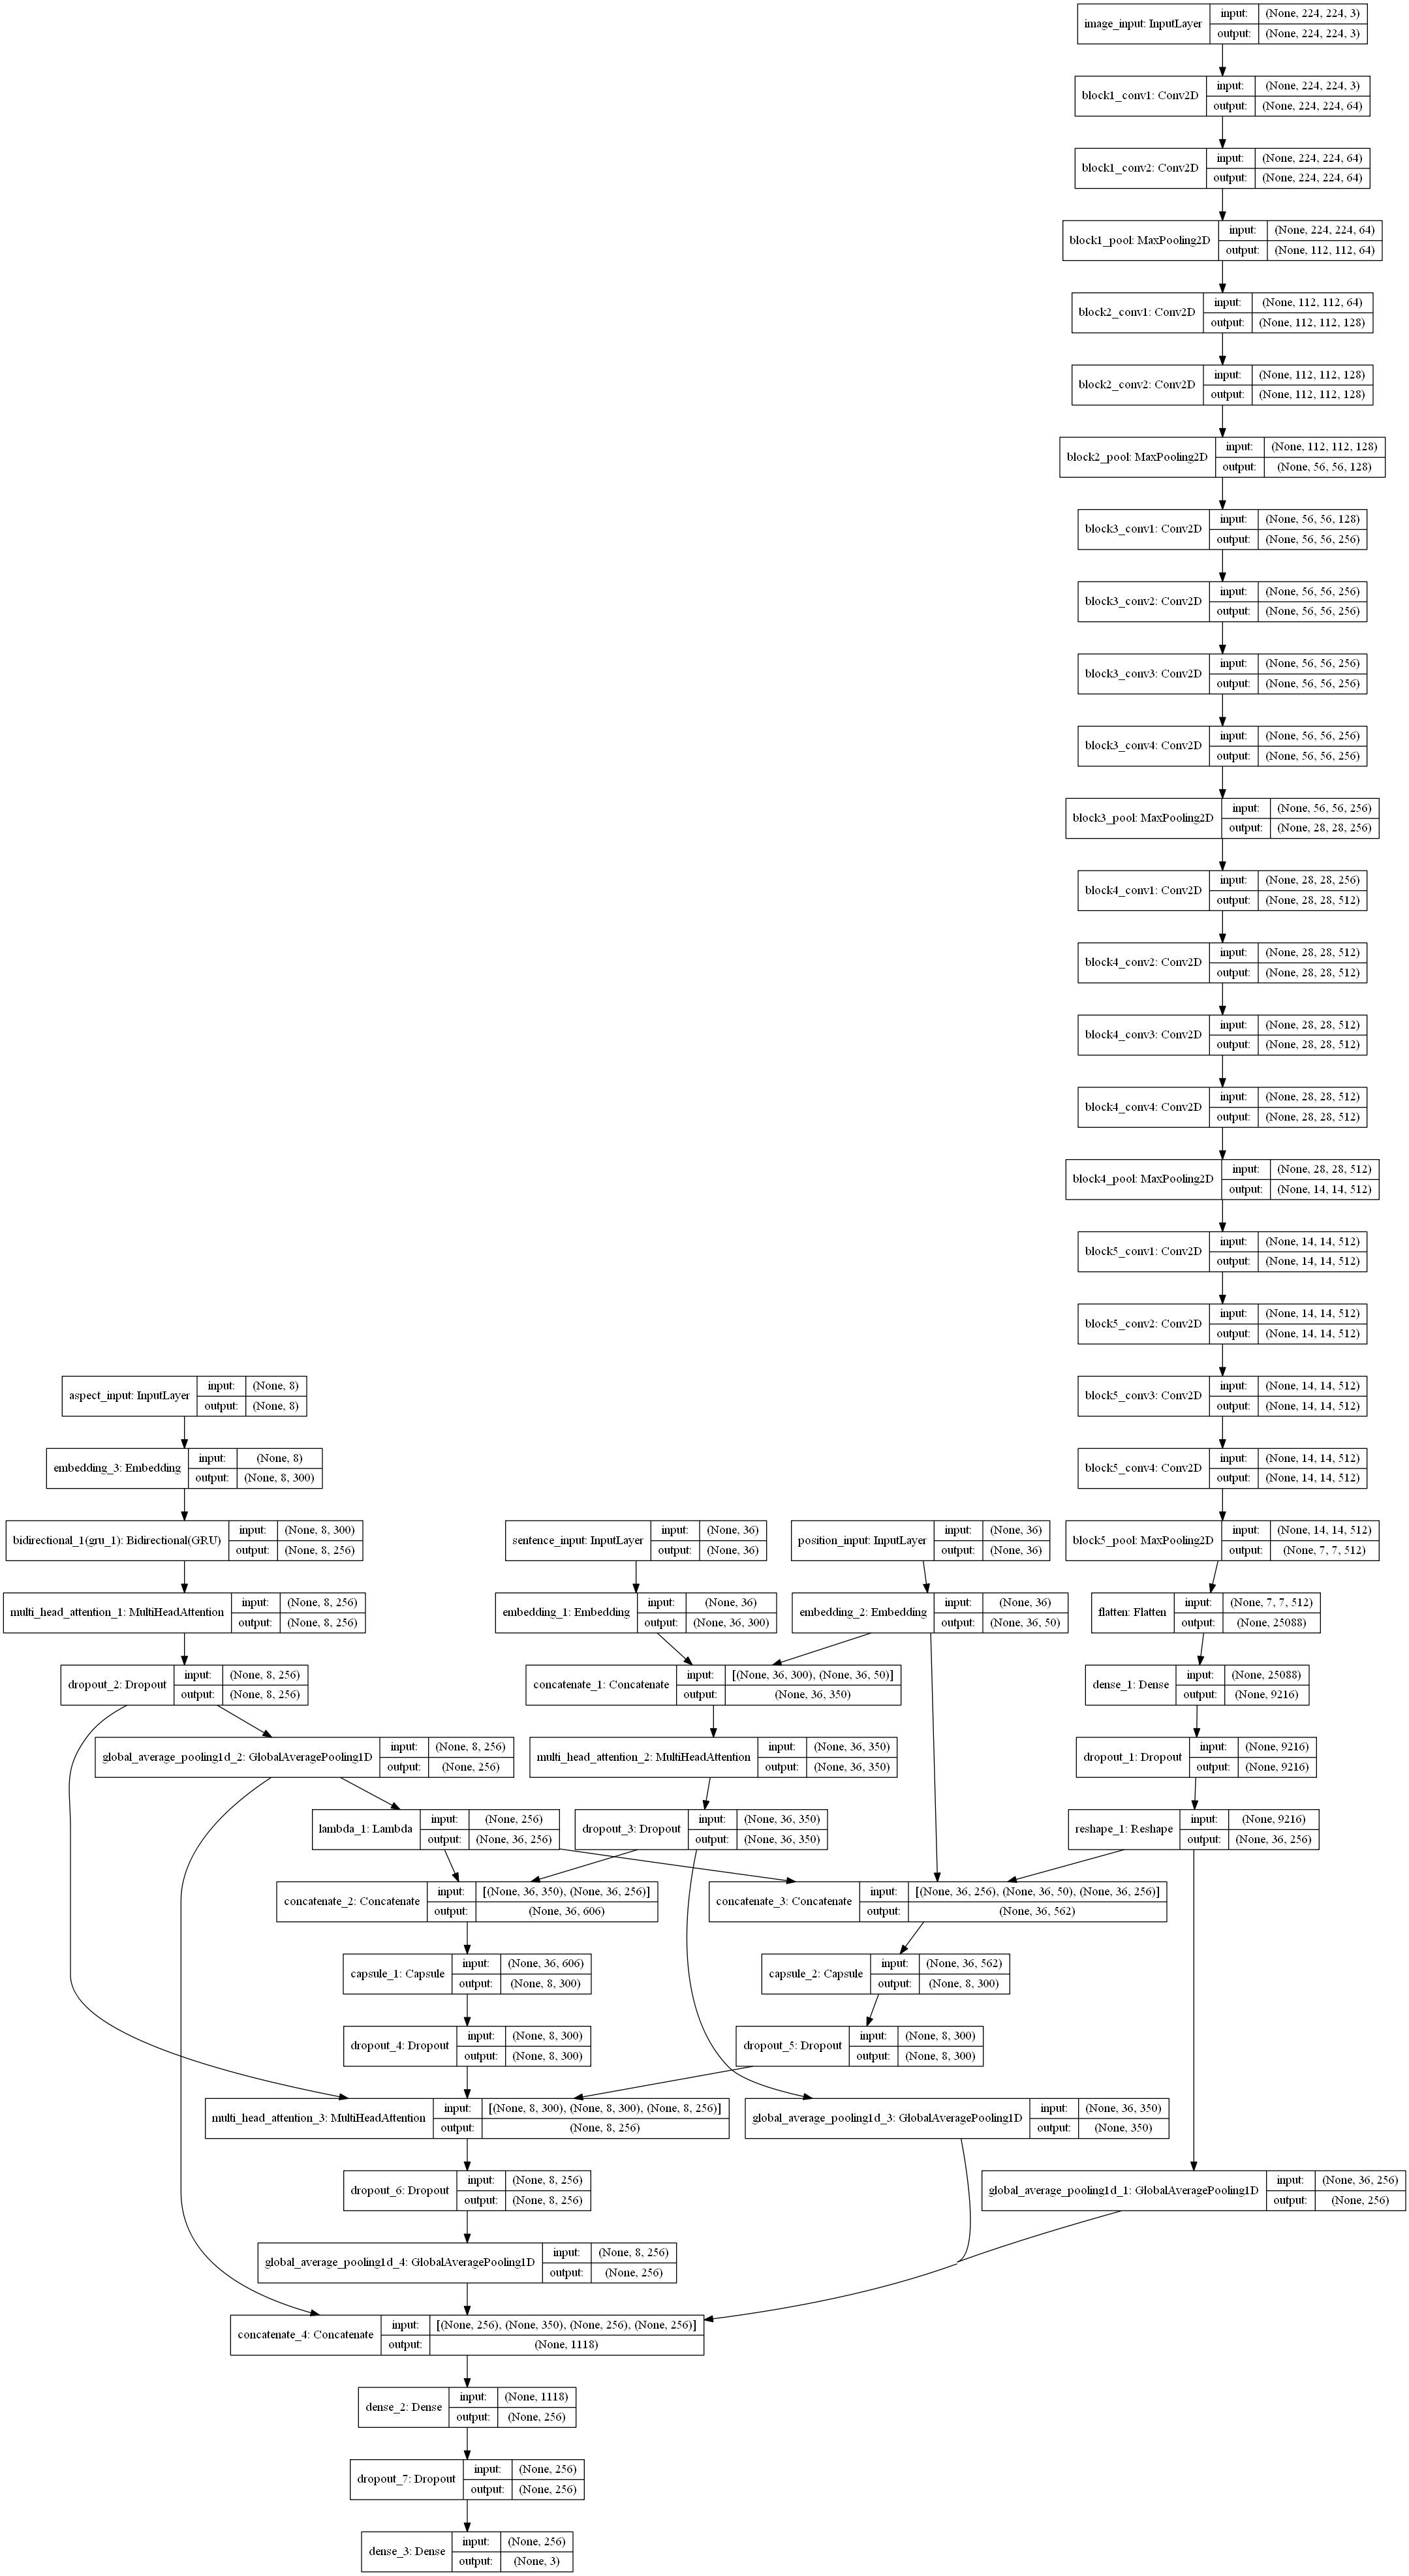 image_input: InputLayer
input: (None, 224, 224, 3)
output: (None, 224, 224, 3)
block1_conv1: Conv2D
input: (None, 224, 224, 3)
output: (None, 224, 224, 64)
block1_conv2: Conv2D
input: (None, 224, 224, 64)
output: (None, 224, 224, 64)
block1_pool: MaxPooling2D
input: (None, 224, 224, 64)
output: (None, 112, 112, 64)
block2_conv1: Conv2D
input: (None, 112, 112, 64)
output: (None, 112, 112, 128)
block2_conv2: Conv2D
input: (None, 112, 112, 128)
output: (None, 112, 112, 128)
block2_pool: MaxPooling2D
input: (None, 112, 112, 128)
output: (None, 56, 56, 128)
block3_conv1: Conv2D
input: (None, 56, 56, 128)
output: (None, 56, 56, 256)
block3_conv2: Conv2D
input: (None, 56, 56, 256)
output: (None, 56, 56, 256)
block3_conv3: Conv2D
input: (None, 56, 56, 256)
output: (None, 56, 56, 256)
block3_conv4: Conv2D
input: (None, 56, 56, 256)
output: (None, 56, 56, 256)
block3_pool: MaxPooling2D
input: (None, 56, 56, 256)
output: (None, 28, 28, 256)
block4_conv1: Conv2D
input: (None, 28, 28, 256)
output: (None, 28, 28, 512)
block4_conv2: Conv2D
input: (None, 28, 28, 512)
output: (None, 28, 28, 512)
block4_conv3: Conv2D
input: (None, 28, 28, 512)
output: (None, 28, 28, 512)
block4_conv4: Conv2D
input: (None, 28, 28, 512)
output: (None, 28, 28, 512)
block4_pool: MaxPooling2D
input: (None, 28, 28, 512)
output: (None, 14, 14, 512)
block5_conv1: Conv2D
input: (None, 14, 14, 512)
output: (None, 14, 14, 512)
block5_conv2: Conv2D
input: (None, 14, 14, 512)
output: (None, 14, 14, 512)
aspect_input: InputLayer
input: (None, 8)
output: (None, 8)
block5_conv3: Conv2D
input: (None, 14, 14, 512)
output: (None, 14, 14, 512)
embedding_3: Embedding
input: (None, 8)
output: (None, 8, 300)
block5_conv4: Conv2D
input: (None, 14, 14, 512)
output: (None, 14, 14, 512)
bidirectional_1(gru_1): Bidirectional(GRU)
input: (None, 8, 300)
output: (None, 8, 256)
sentence_input: InputLayer
input: (None, 36)
output: (None, 36)
position_input: InputLayer
input: (None, 36)
output: (None, 36)
block5_pool: MaxPooling2D
input: (None, 14, 14, 512)
output: (None, 7, 7, 512)
multi_head_attention_1: MultiHeadAttention
input: (None, 8, 256)
output: (None, 8, 256)
embedding_1: Embedding
input: (None, 36)
output: (None, 36, 300)
embedding_2: Embedding
input: (None, 36)
output: (None, 36, 50)
flatten: Flatten
input: (None, 7, 7, 512)
output: (None, 25088)
dropout_2: Dropout
input: (None, 8, 256)
output: (None, 8, 256)
concatenate_1: Concatenate
input: [(None, 36, 300), (None, 36, 50)]
output: (None, 36, 350)
dense_1: Dense
input: (None, 25088)
output: (None, 9216)
global_average_pooling1d_2: GlobalAveragePooling1D
input: (None, 8, 256)
output: (None, 256)
multi_head_attention_2: MultiHeadAttention
input: (None, 36, 350)
output: (None, 36, 350)
dropout_1: Dropout
input: (None, 9216)
output: (None, 9216)
lambda_1: Lambda
input: (None, 256)
output: (None, 36, 256)
dropout_3: Dropout
input: (None, 36, 350)
output: (None, 36, 350)
reshape_1: Reshape
input: (None, 9216)
output: (None, 36, 256)
concatenate_2: Concatenate
input: [(None, 36, 350), (None, 36, 256)]
output: (None, 36, 606)
concatenate_3: Concatenate
input: [(None, 36, 256), (None, 36, 50), (None, 36, 256)]
output: (None, 36, 562)
capsule_1: Capsule
input: (None, 36, 606)
output: (None, 8, 300)
capsule_2: Capsule
input: (None, 36, 562)
output: (None, 8, 300)
dropout_4: Dropout
input: (None, 8, 300)
output: (None, 8, 300)
dropout_5: Dropout
input: (None, 8, 300)
output: (None, 8, 300)
multi_head_attention_3: MultiHeadAttention
input: [(None, 8, 300), (None, 8, 300), (None, 8, 256)]
output: (None, 8, 256)
global_average_pooling1d_3: GlobalAveragePooling1D
input: (None, 36, 350)
output: (None, 350)
dropout_6: Dropout
input: (None, 8, 256)
output: (None, 8, 256)
global_average_pooling1d_1: GlobalAveragePooling1D
input: (None, 36, 256)
output: (None, 256)
global_average_pooling1d_4: GlobalAveragePooling1D
input: (None, 8, 256)
output: (None, 256)
concatenate_4: Concatenate
input: [(None, 256), (None, 350), (None, 256), (None, 256)]
output: (None, 1118)
dense_2: Dense
input: (None, 1118)
output: (None, 256)
dropout_7: Dropout
input: (None, 256)
output: (None, 256)
dense_3: Dense
input: (None, 256)
output: (None, 3)